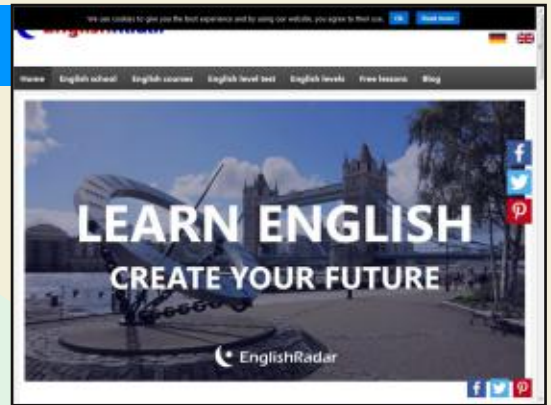 We use cookies to give you the best experience and by using our website, you agree to their use. Ok Read more
EnglishRadar
Home English school English courses English level test English levels Free lessons Blog
LEARN ENGLISH
CREATE YOUR FUTURE
EnglishRadar